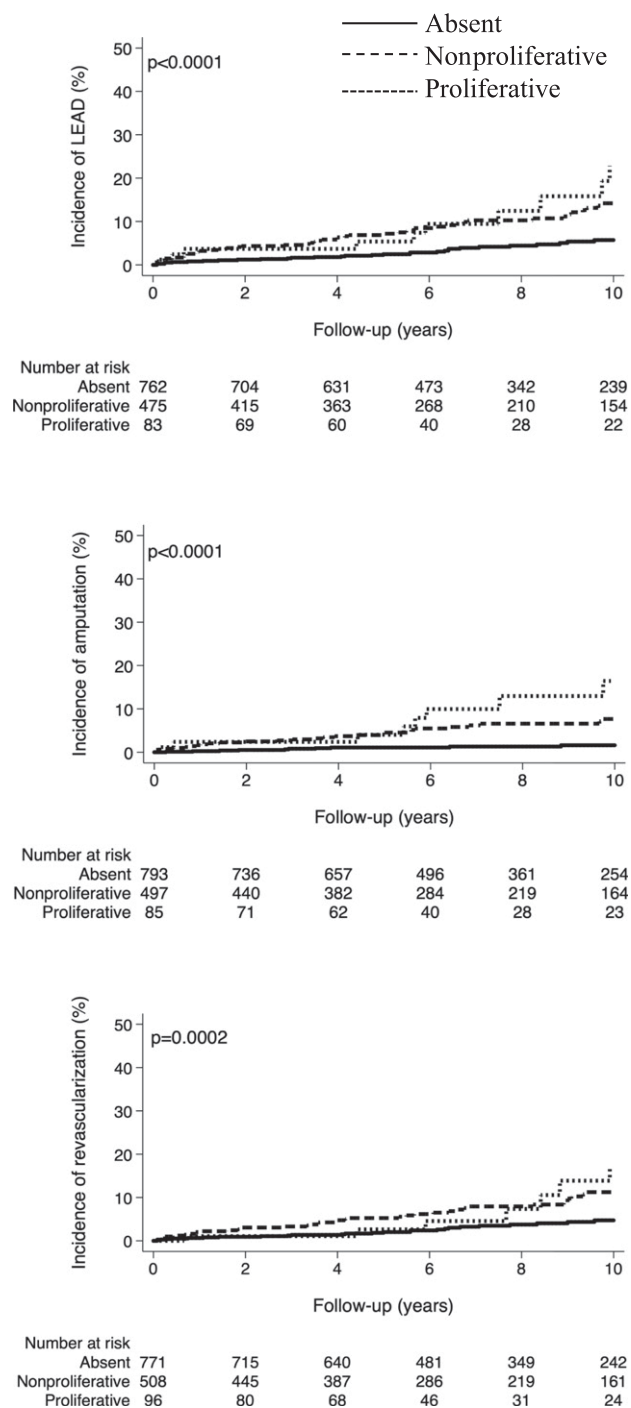 Absent
Nonproliferative
Proliferative
p<0.0001
Incidence of LEAD (%)
50
40
30
20
10
0
0 2 4 6 8 10
Follow-up (years)
Number at risk
Absent 762 704 631 473 342 239
Nonproliferative 475 415 363 268 210 154
Proliferative 83 69 60 40 28 22
p<0.0001
Incidence of amputation (%)
50
40
30
20
10
0
0 2 4 6 8 10
Follow-up (years)
Number at risk
Absent 793 736 657 496 361 254
Nonproliferative 497 440 382 284 219 164
Proliferative 85 71 62 40 28 23
p=0.0002
Incidence of revascularization (%)
50
40
30
20
10
0
0 2 4 6 8 10
Follow-up (years)
Number at risk
Absent 771 715 640 481 349 242
Nonproliferative 508 445 387 286 219 161
Proliferative 96 80 68 46 31 24